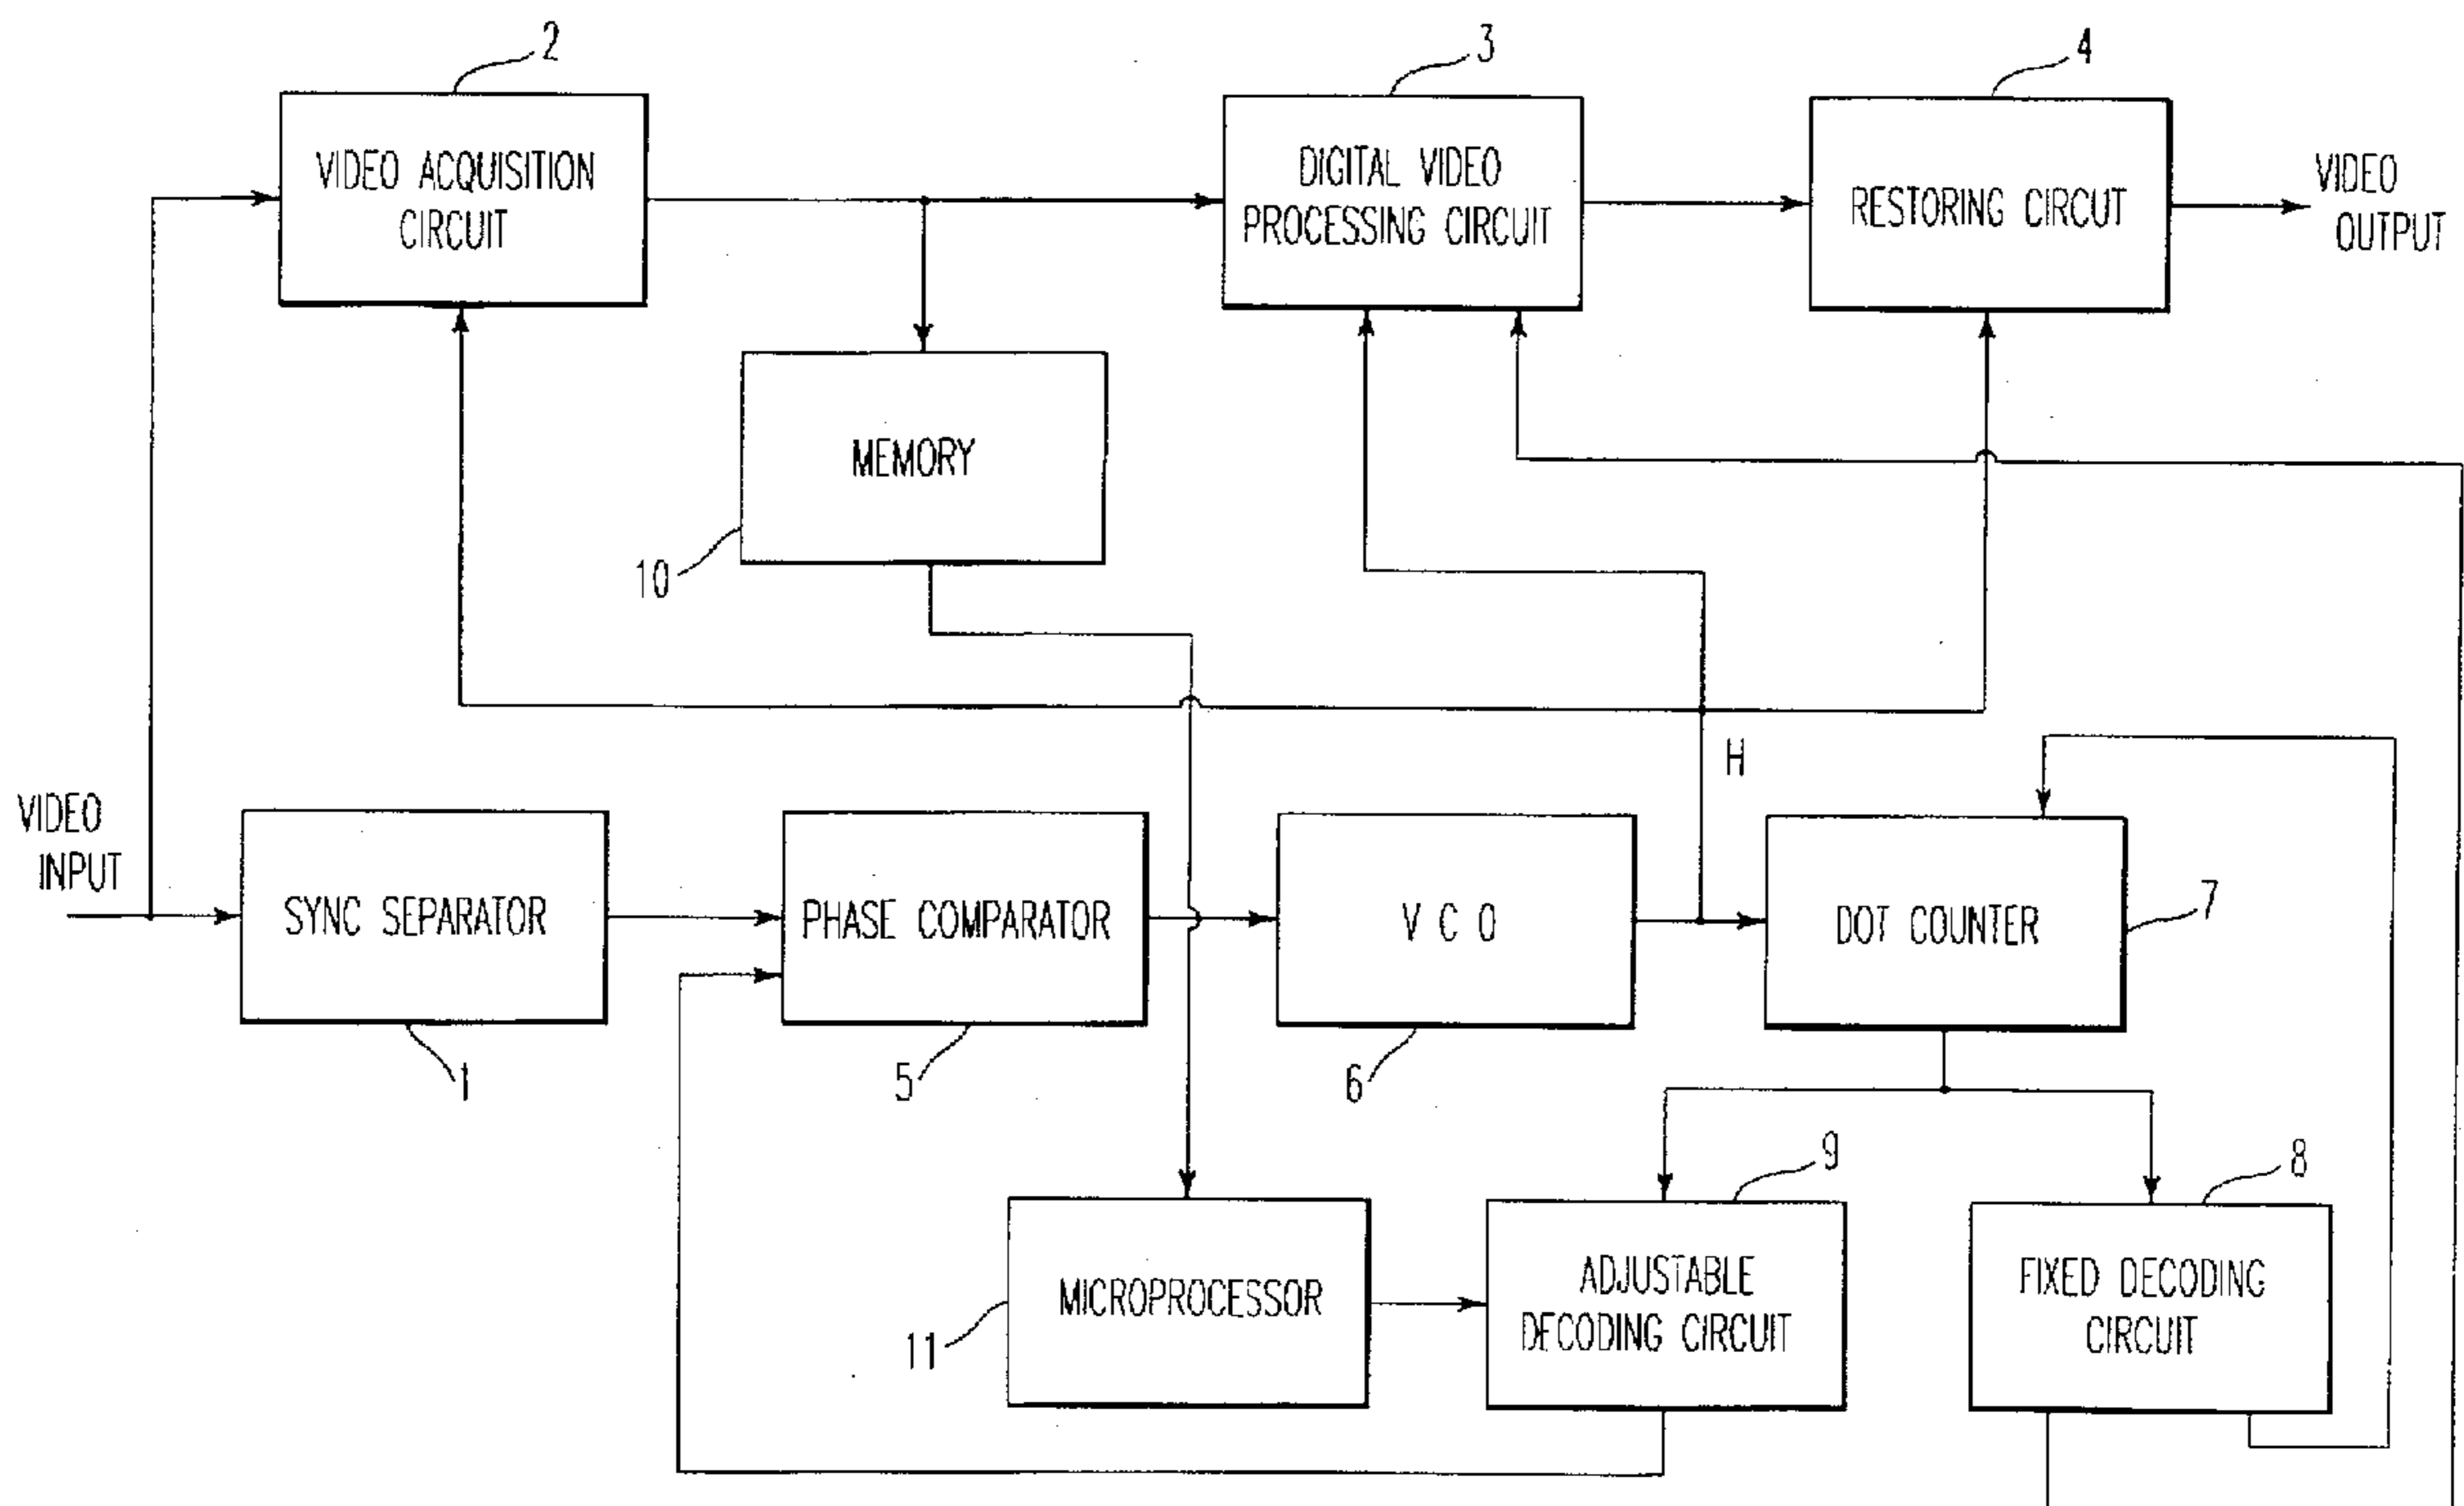 2
3
4
VIDEO ACQUISITION
CIRCUIT
DIGITAL VIDEO
PROCESSING CIRCUIT
RESTORING CIRCUT
VIDEO
OUTPUT
MEMORY
10
H
VIDEO
INPUT
SYNC SEPARATOR
PHASE COMPARATOR
V C O
DOT COUNTER
7
1
5
6
9
8
MICROPROCESSOR
11
ADJUSTABLE
DECODING CIRCUIT
FIXED DECODING
CIRCUIT